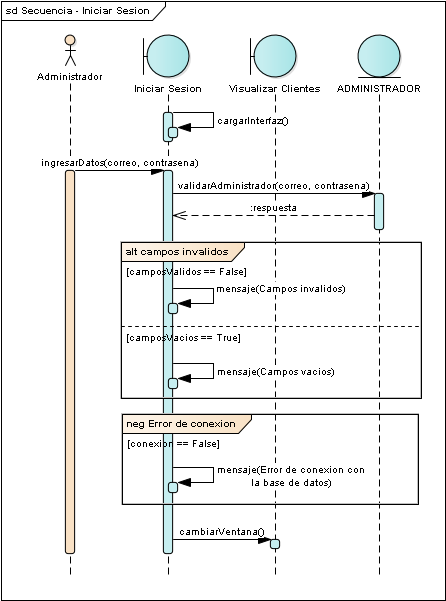 sd Secuencia - Iniciar Sesion
Administrador
Iniciar Sesion
Visualizar Clientes
ADMINISTRADOR
cargarInterfaz()
ingresarDatos(correo, contrasena)
validarAdministrador(correo, contrasena)
:respuesta
alt campos invalidos
[camposValidos == False]
mensaje(Campos invalidos)
[camposVacios == True]
mensaje(Campos vacios)
neg Error de conexion
[conexion == False]
mensaje(Error de conexion con
la base de datos)
cambiarVentana()